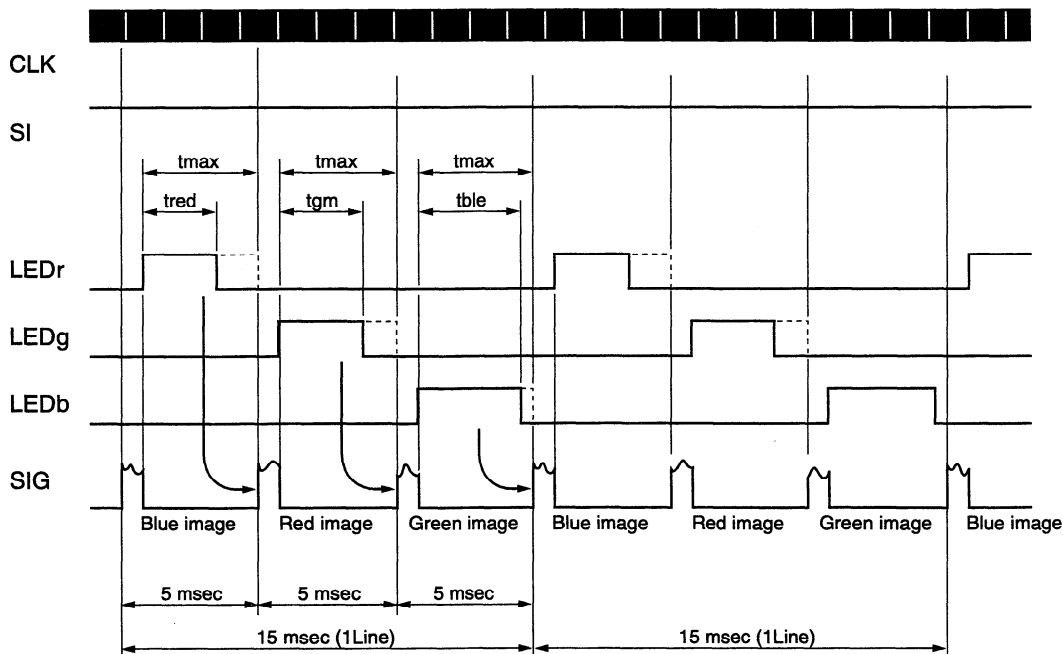 CLK
SI
tmax tmax tmax
tred tgrn tble
LEDr
LEDg
LEDb
SIG
Blue image Red image Green image Blue image Red image Green image Blue image
5 msec 5 msec 5 msec
15 msec (1Line) 15 msec (1Line)